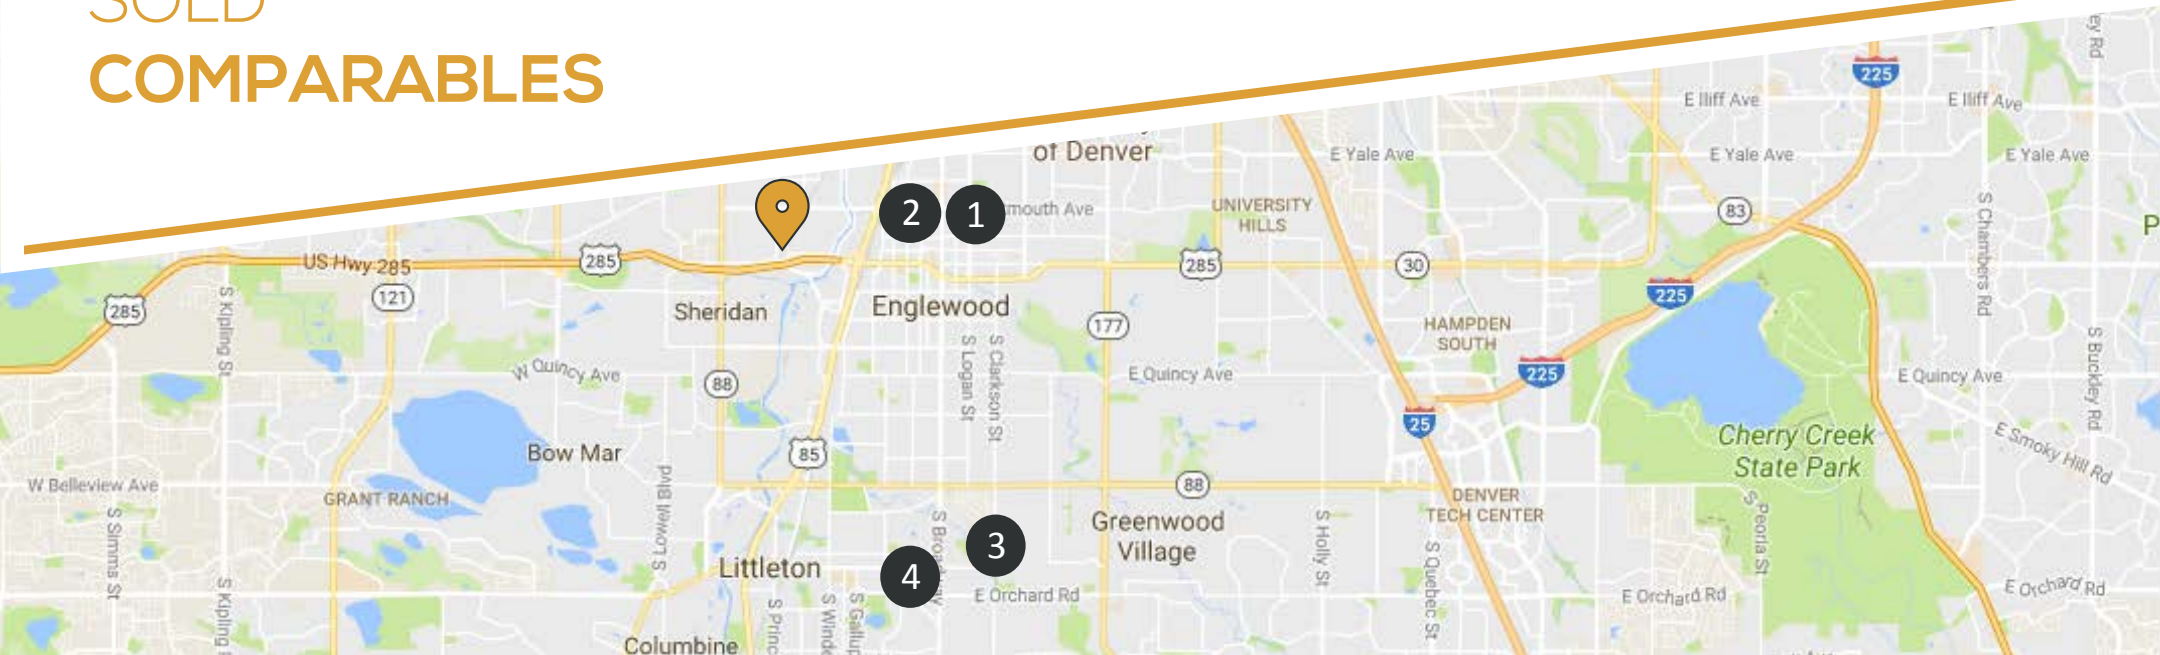 SOLD
COMPARABLES
225
E Iliff Ave
E Iliff Ave
of Denver
E Yale Ave
E Yale Ave
E Yale Ave
2
1
mouth Ave
UNIVERSITY
HILLS
83
S Chambers Rd
P
US Hwy 285
285
285
30
285
121
225
S Kipling St
Sheridan
Englewood
177
HAMPDEN
SOUTH
S Logan St
S Clarkson St
S Buckley Rd
W Quincy Ave
88
E Quincy Ave
225
E Quincy Ave
25
Bow Mar
85
Cherry Creek
State Park
E Smoky Hill Rd
W Belleview Ave
GRANT RANCH
S Lowell Blvd
88
DENVER
TECH CENTER
S Simms St
Greenwood
Village
S Holly St
S Peoria St
3
Littleton
4
E Orchard Rd
S Quebec St
E Orchard Rd
E Orchard Rd
S Kipling
S Princ
S Gallup
Columbine